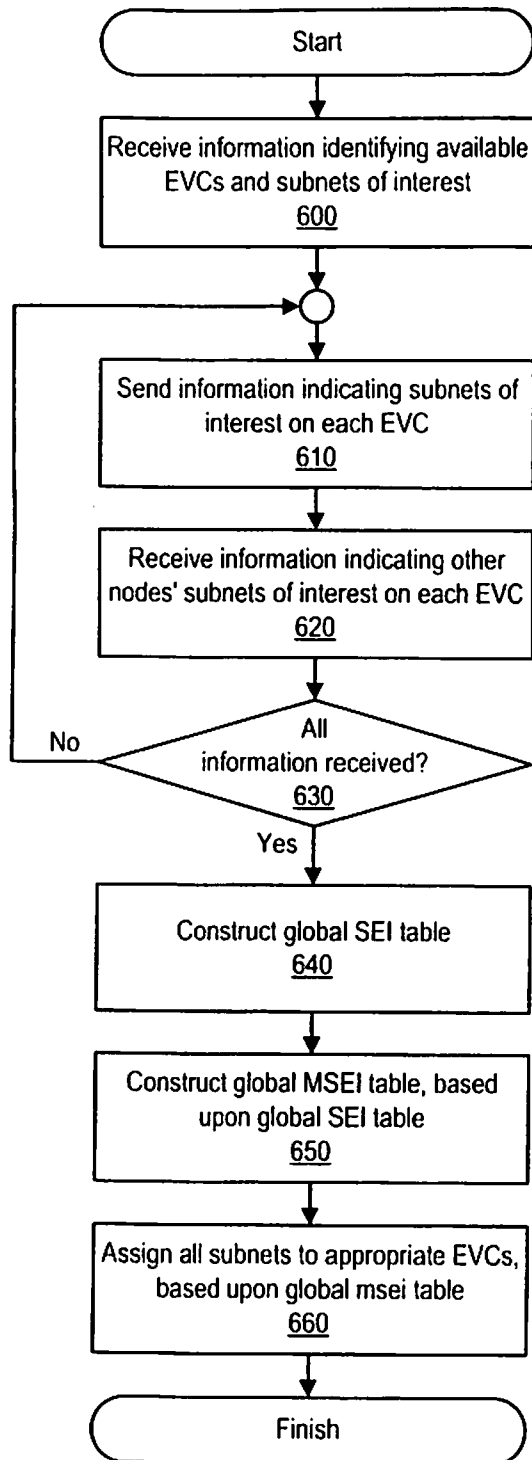 Start
Receive information identifying available
EVCs and subnets of interest
600
Send information indicating subnets of
interest on each EVC
610
Receive information indicating other
nodes' subnets of interest on each EVC
620
All
No
information received?
630
Yes
Construct global SEI table
640
Construct global MSEI table, based
upon global SEI table
650
Assign all subnets to appropriate EVCs,
based upon global msei table
660
Finish